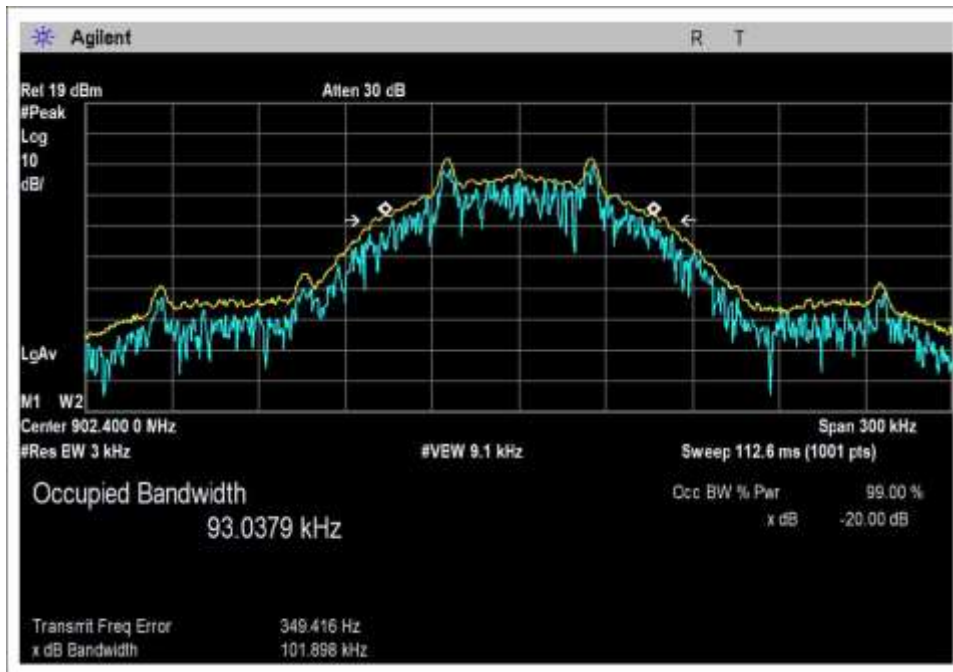 Agilent R T
Ref 19 dBm Atten 30 dB
#Peak
Log
10
dB/
LgAv
M1 W2
Center 902.400 0 MHz Span 300 kHz
#Res BW 3 kHz #VBW 9.1 kHz Sweep 112.6 ms (1001 pts)
Occupied Bandwidth Occ BW % Pwr 99.00 %
93.0379 kHz x dB -20.00 dB
Transmit Freq Error 349.416 Hz
x dB Bandwidth 101.898 kHz